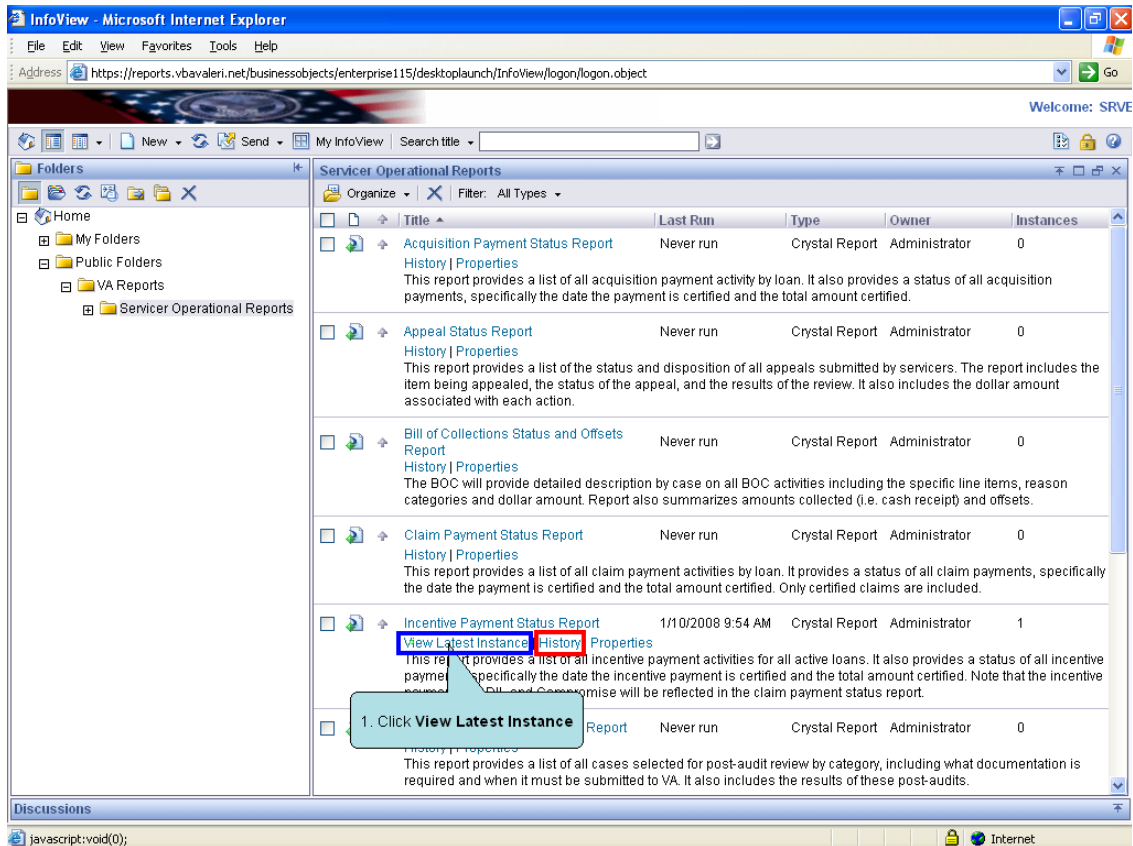 InfoView - Microsoft Internet Explorer
File Edit View Favorites Tools Help
Address https://reports.vbavaleri.net/businessobjects/enterprise115/desktoplaunch/InfoView/logon/logon.object Go
Welcome: SRVE
New Send My InfoView Search title
Folders
Home
My Folders
Public Folders
VA Reports
Servicer Operational Reports
Servicer Operational Reports
Organize Filter: All Types
Title Last Run Type Owner Instances
Acquisition Payment Status Report Never run Crystal Report Administrator 0
History | Properties
This report provides a list of all acquisition payment activity by loan. It also provides a status of all acquisition
payments, specifically the date the payment is certified and the total amount certified.
Appeal Status Report Never run Crystal Report Administrator 0
History | Properties
This report provides a list of the status and disposition of all appeals submitted by servicers. The report includes the
item being appealed, the status of the appeal, and the results of the review. It also includes the dollar amount
associated with each action.
Bill of Collections Status and Offsets
Report Never run Crystal Report Administrator 0
History | Properties
The BOC will provide detailed description by case on all BOC activities including the specific line items, reason
categories and dollar amount. Report also summarizes amounts collected (i.e. cash receipt) and offsets.
Claim Payment Status Report Never run Crystal Report Administrator 0
History | Properties
This report provides a list of all claim payment activities by loan. It provides a status of all claim payments, specifically
the date the payment is certified and the total amount certified. Only certified claims are included.
Incentive Payment Status Report 1/10/2008 9:54 AM Crystal Report Administrator 1
View Latest Instance History Properties
This report provides a list of all incentive payment activities for all active loans. It also provides a status of all incentive
specifically the date the incentive payment is certified and the total amount certified. Note that the incentive
Compromise will be reflected in the claim payment status report.
1. Click View Latest Instance
Report Never run Crystal Report Administrator 0
History | Properties
This report provides a list of all cases selected for post-audit review by category, including what documentation is
required and when it must be submitted to VA. It also includes the results of these post-audits.
Discussions
javascript:void(0); Internet